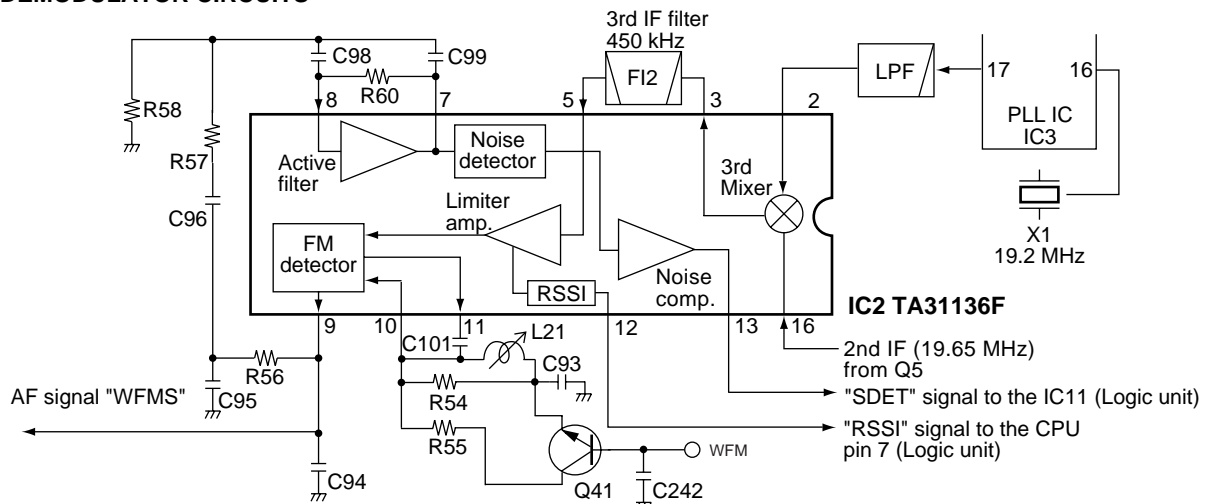 DEMODULATOR CIRCUITS
3rd IF filter
450 kHz
C98
C99
FI2
LPF
17
16
R60
R58
8
7
5
3
2
PLL IC
IC3
R57
Active
filter
Noise
detector
3rd
Mixer
C96
Limiter
amp.
X1
19.2 MHz
FM
detector
RSSI
Noise
comp.
IC2 TA31136F
9
10
11
12
13
16
C101
L21
R56
C93
2nd IF (19.65 MHz)
from Q5
AF signal "WFMS"
C95
R54
"SDET" signal to the IC11 (Logic unit)
R55
"RSSI" signal to the CPU
pin 7 (Logic unit)
WFM
C94
Q41
C242